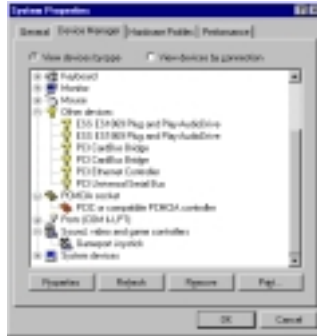 System Properties
General Device Manager Hardware Profiles Performance
View devices by type View devices by connection
Keyboard
Monitor
Mouse
Other devices
ESS ES1869 Plug and Play AudioDrive
ESS ES1869 Plug and Play AudioDrive
PCI CardBus Bridge
PCI CardBus Bridge
PCI Ethernet Controller
PCI Universal Serial Bus
PCMCIA socket
PCIC or compatible PCMCIA controller
Ports (COM & LPT)
Sound, video and game controllers
Gameport Joystick
System devices
Properties Refresh Remove Print...
OK Cancel